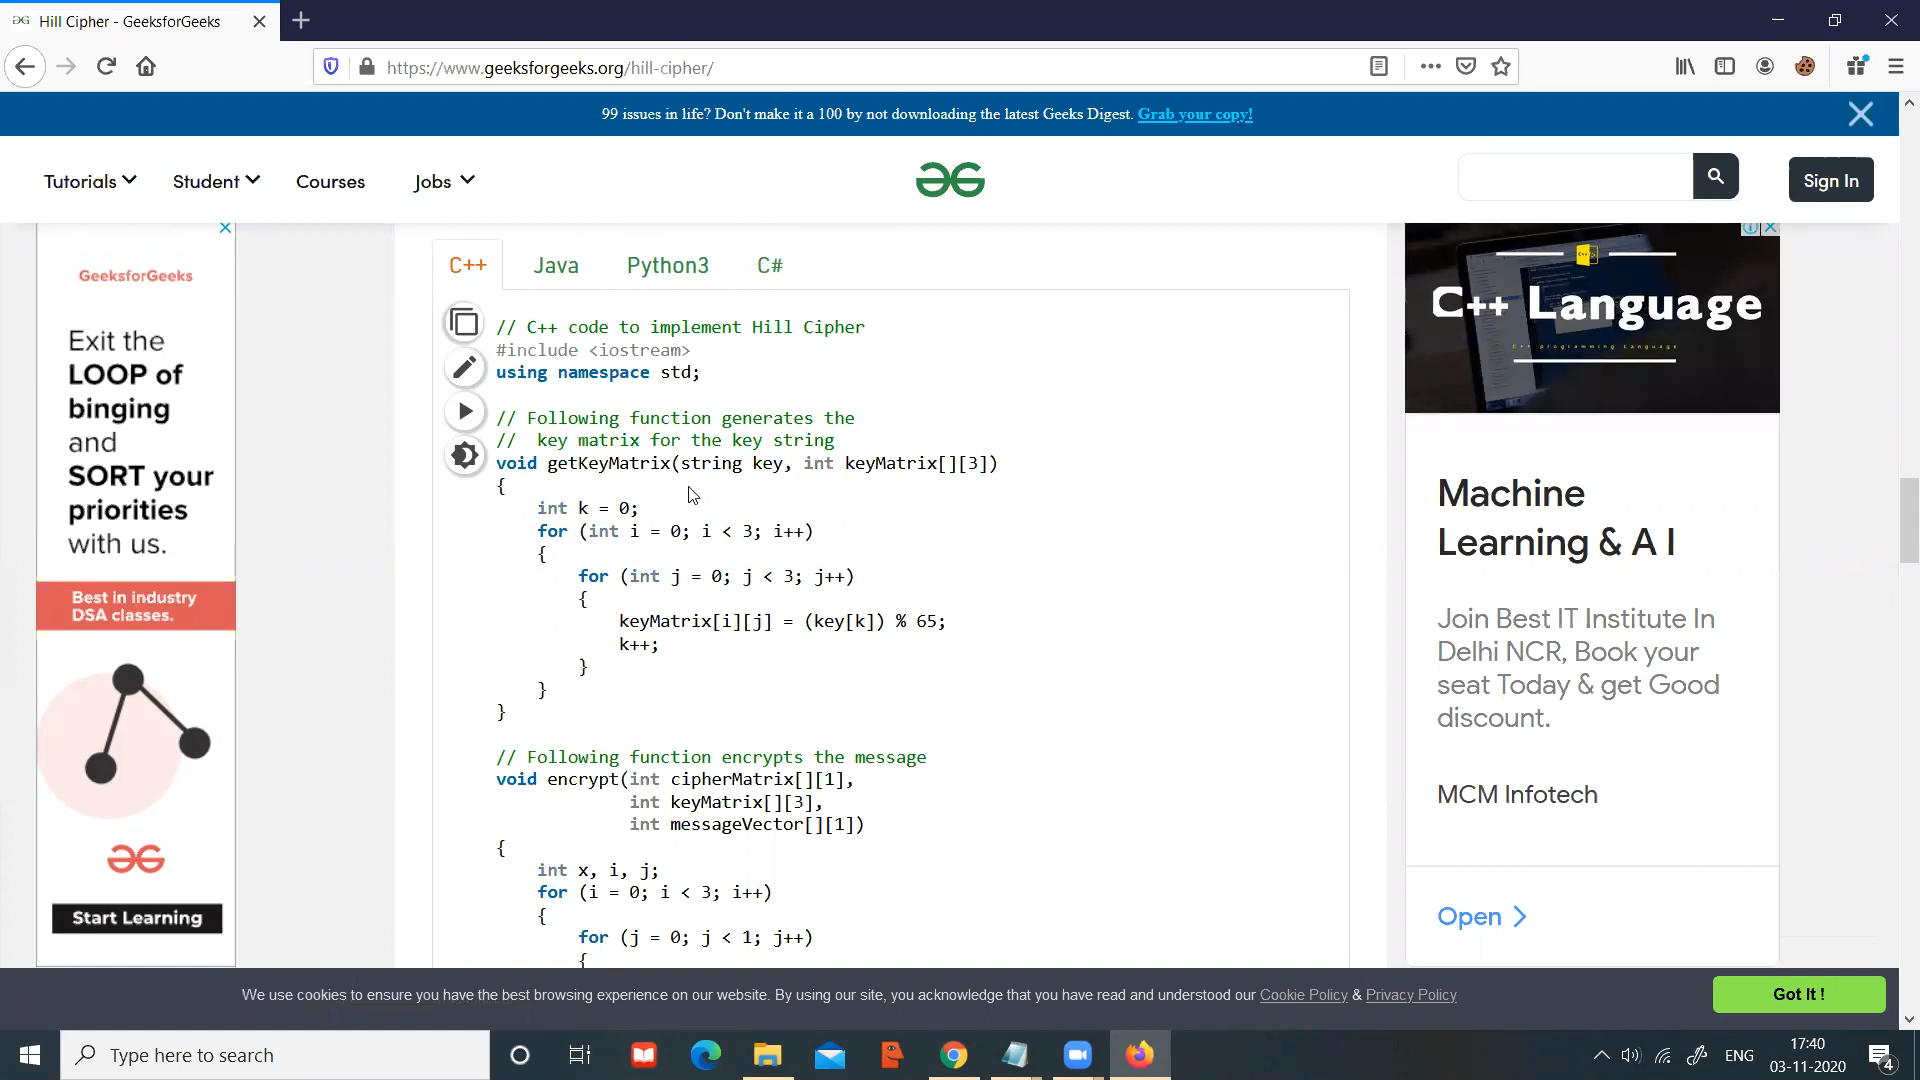 Hill Cipher - GeeksforGeeks
https://www.geeksforgeeks.org/hill-cipher/
99 issues in life? Don't make it a 100 by not downloading the latest Geeks Digest. Grab your copy!
Tutorials
Student
Courses
Jobs
Sign In
GeeksforGeeks
Exit the
LOOP of
binging
and
SORT your
priorities
with us.
Best in industry
DSA classes.
Start Learning
C++
Java
Python3
C#
// C++ code to implement Hill Cipher
#include <iostream>
using namespace std;
// Following function generates the
//  key matrix for the key string
void getKeyMatrix(string key, int keyMatrix[][3])
{
int k = 0;
for (int i = 0; i < 3; i++)
{
for (int j = 0; j < 3; j++)
{
keyMatrix[i][j] = (key[k]) % 65;
k++;
}
}
}
// Following function encrypts the message
void encrypt(int cipherMatrix[][1],
int keyMatrix[][3],
int messageVector[][1])
{
int x, i, j;
for (i = 0; i < 3; i++)
{
for (j = 0; j < 1; j++)
{
C++ Language
C++ programming Language
Machine
Learning & A I
Join Best IT Institute In
Delhi NCR, Book your
seat Today & get Good
discount.
MCM Infotech
Open
We use cookies to ensure you have the best browsing experience on our website. By using our site, you acknowledge that you have read and understood our Cookie Policy & Privacy Policy
Got It !
Type here to search
ENG
17:40
03-11-2020
4